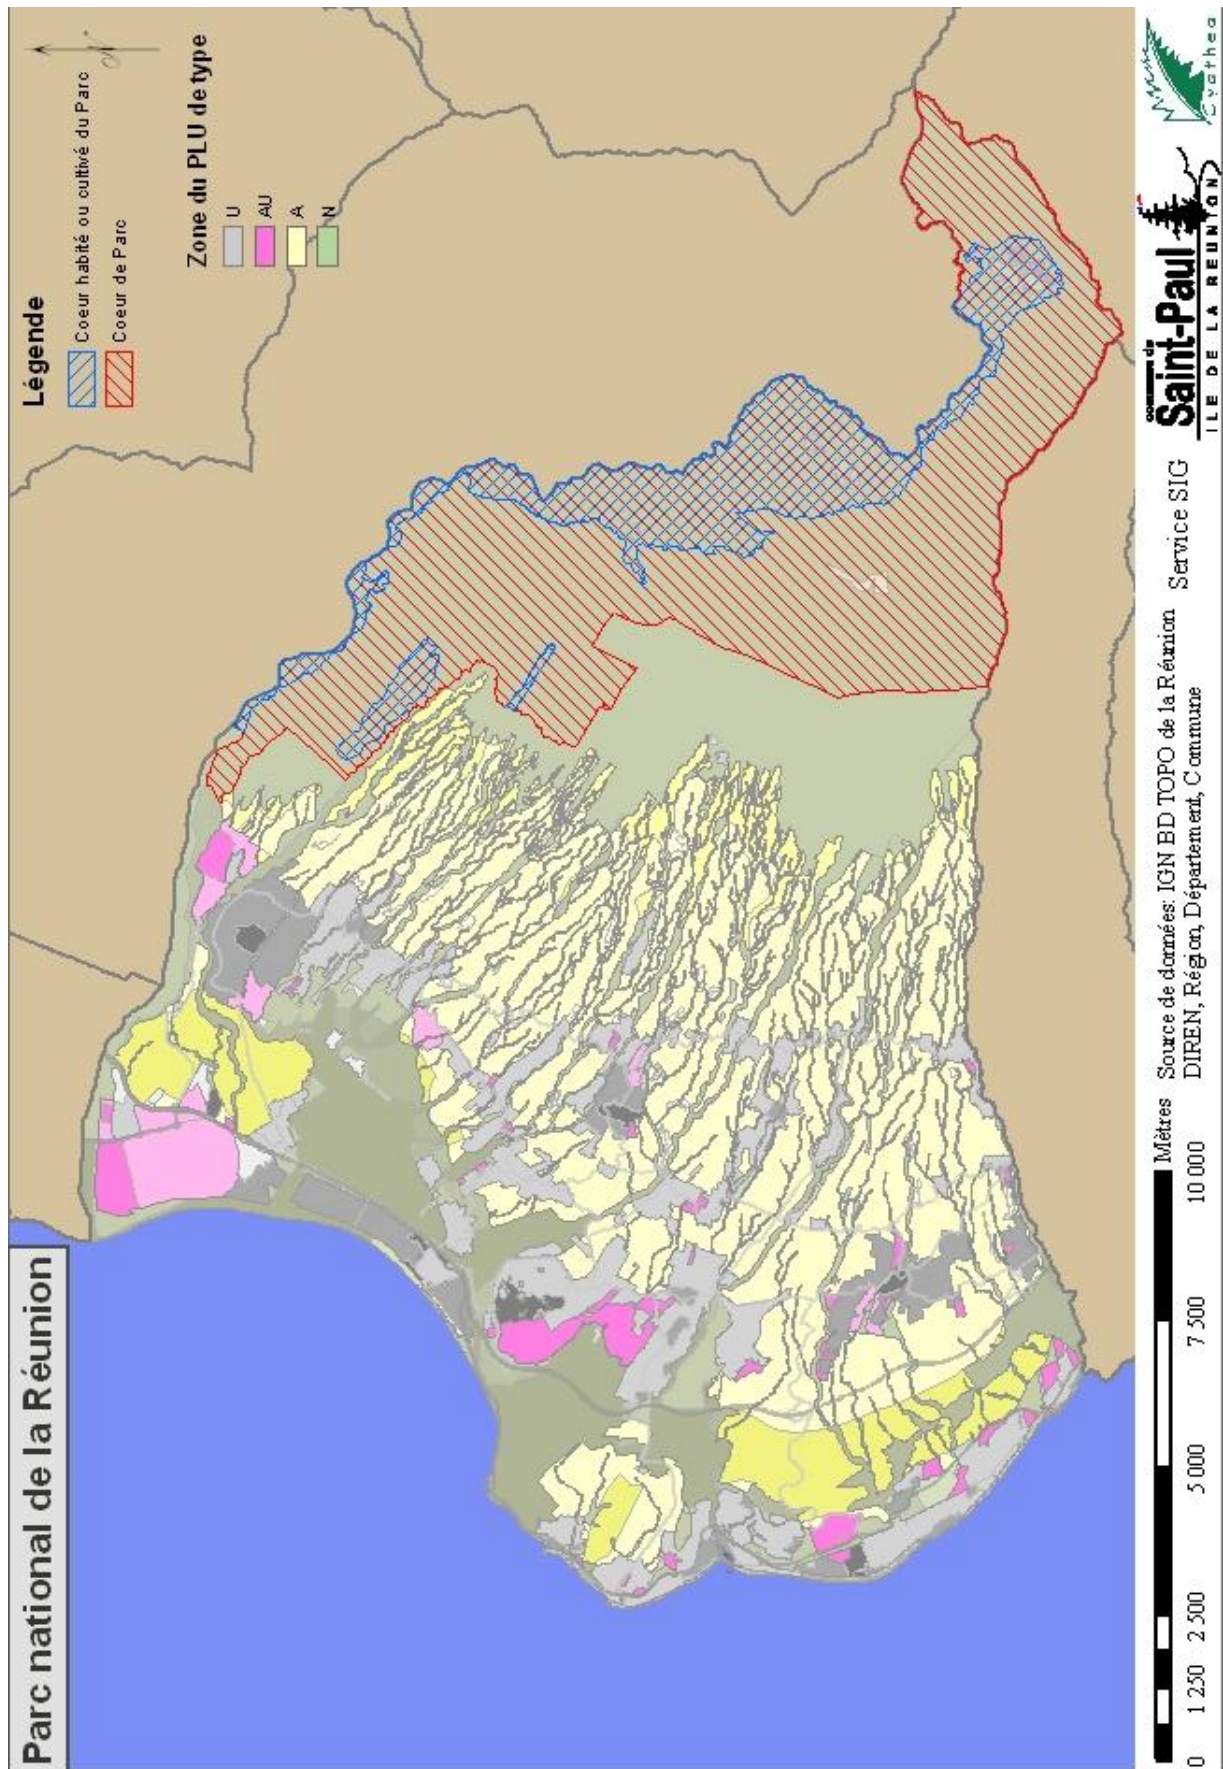 Parc national de la Réunion
Légende
Coeur habité ou cultivé du Parc
Coeur de Parc
Zone du PLU de type
U
AU
A
N
N
0 1 250 2 500 5 000 7 500 10 000
Mètres
Source de données: IGN BD TOPO de la Réunion
DIREN, Région, Département, Commune
Service SIG
COMMUNE de
Saint-Paul
ILE DE LA REUNION
Cyathea